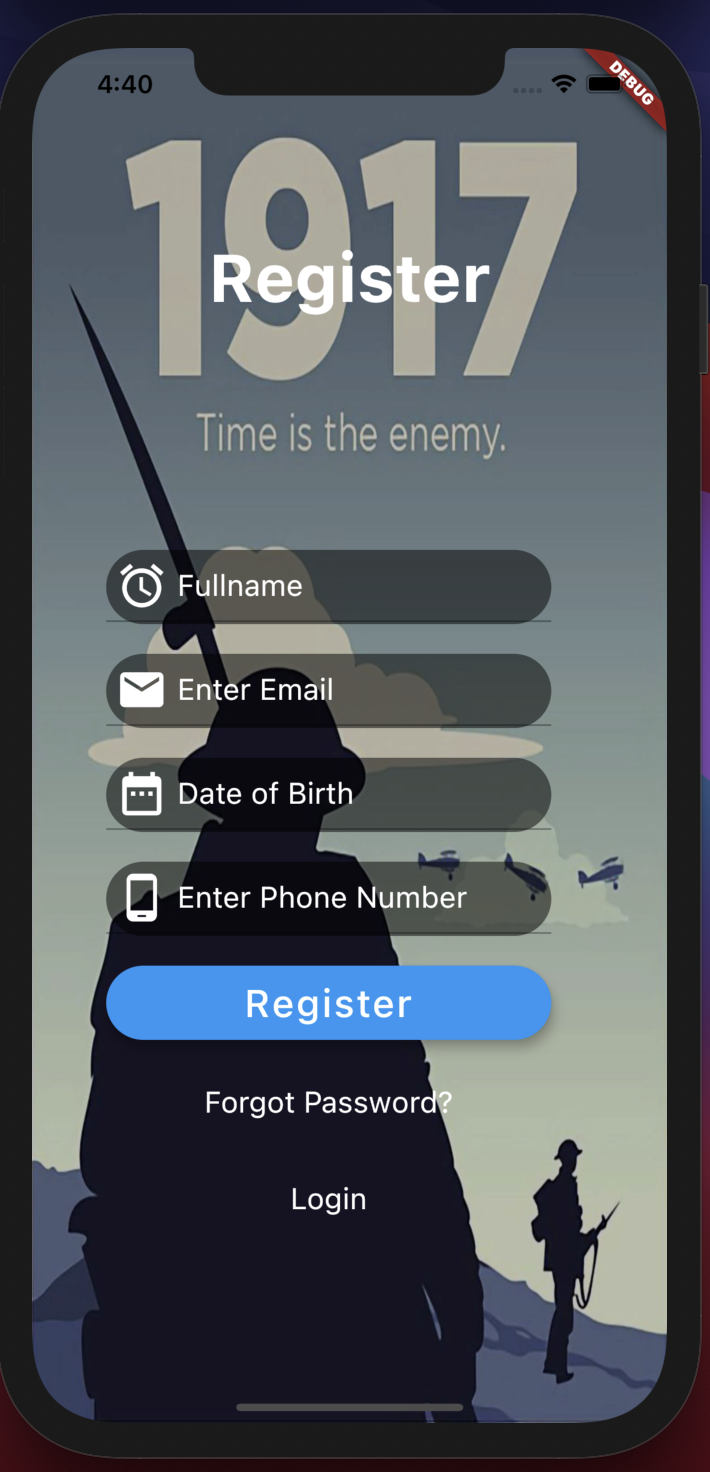 4:40
DEBUG
1917
Register
Time is the enemy.
Fullname
Enter Email
Date of Birth
Enter Phone Number
Register
Forgot Password?
Login